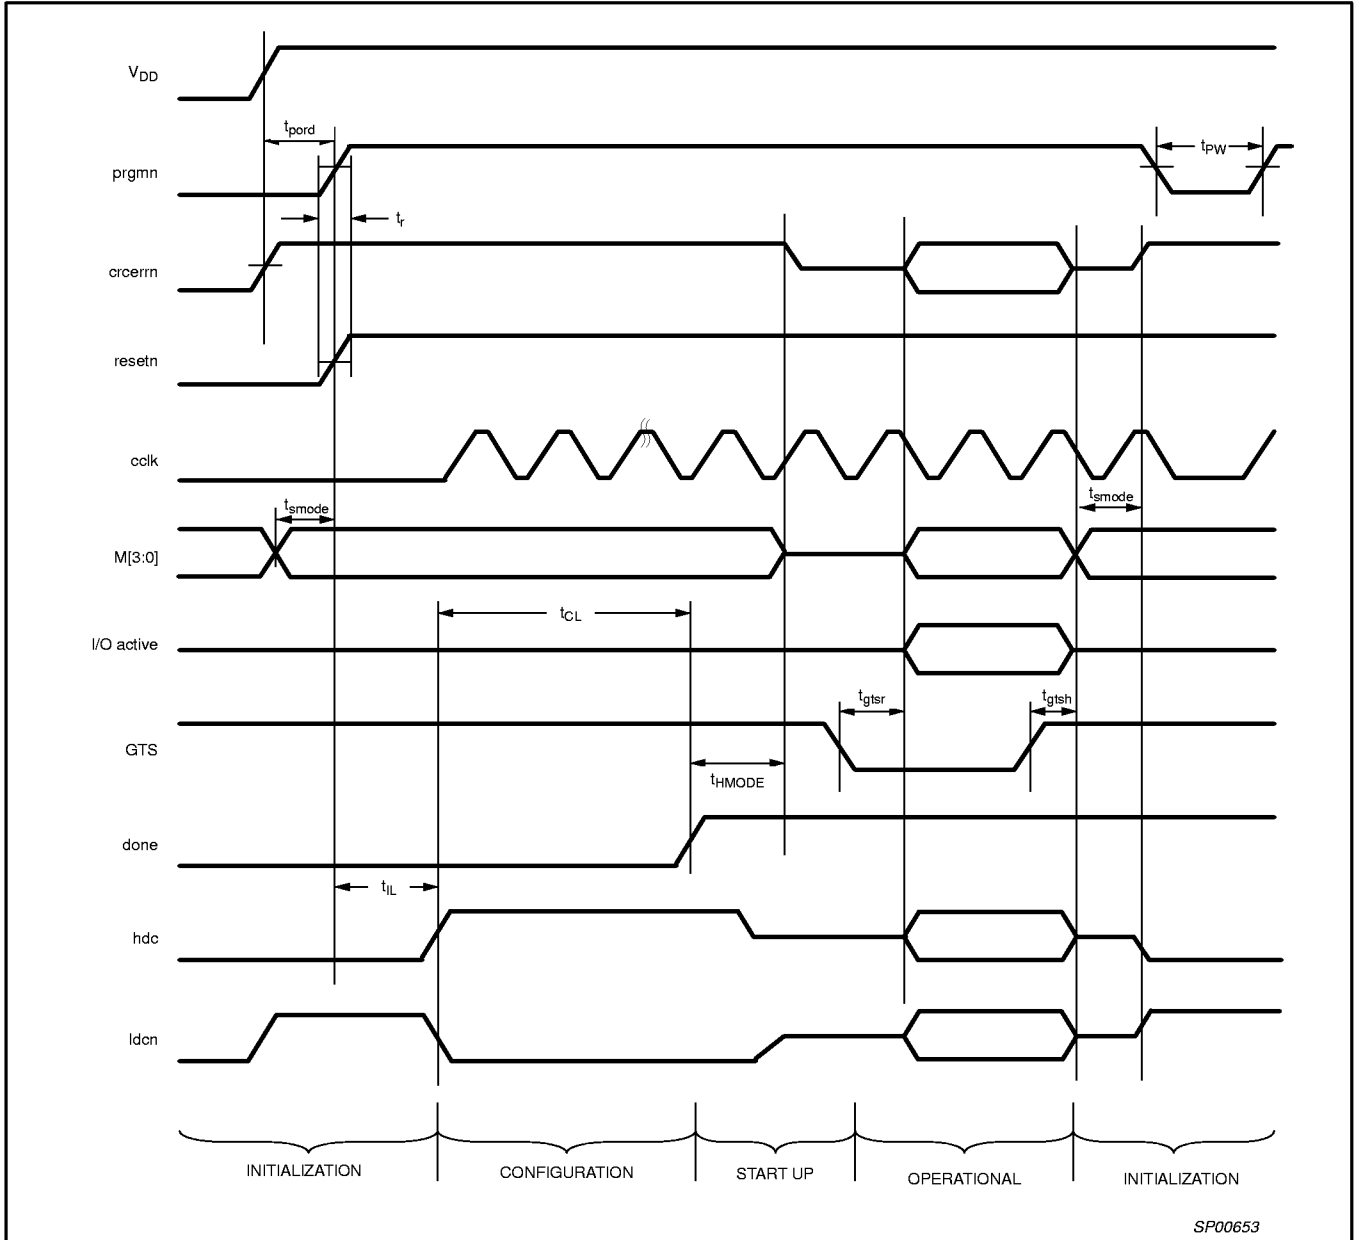 VDD
tpord
prgmn
tPW
tr
crcerrn
resetn
cclk
tsmode
tsmode
M[3:0]
tCL
I/O active
tgtsr
tgtsh
GTS
tHMODE
done
tIL
hdc
ldcn
INITIALIZATION
CONFIGURATION
START UP
OPERATIONAL
INITIALIZATION
SP00653